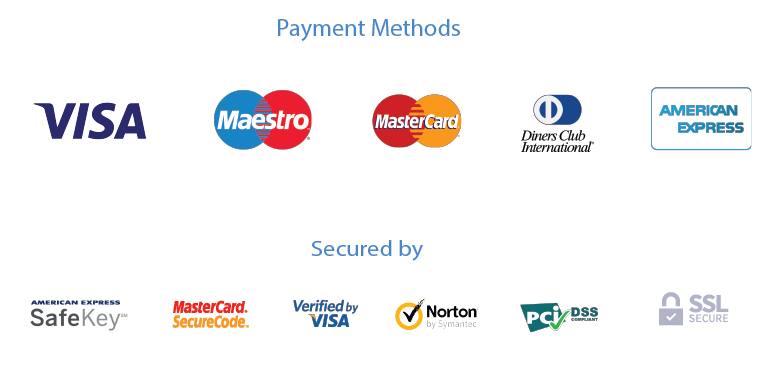 Payment Methods
VISA
Maestro
MasterCard
Diners Club
International
AMERICAN
EXPRESS
Secured by
AMERICAN EXPRESS
SafeKey SM
MasterCard.
SecureCode.
Verified by
VISA
Norton
by Symantec
PCi DSS
COMPLIANT
SSL
SECURE